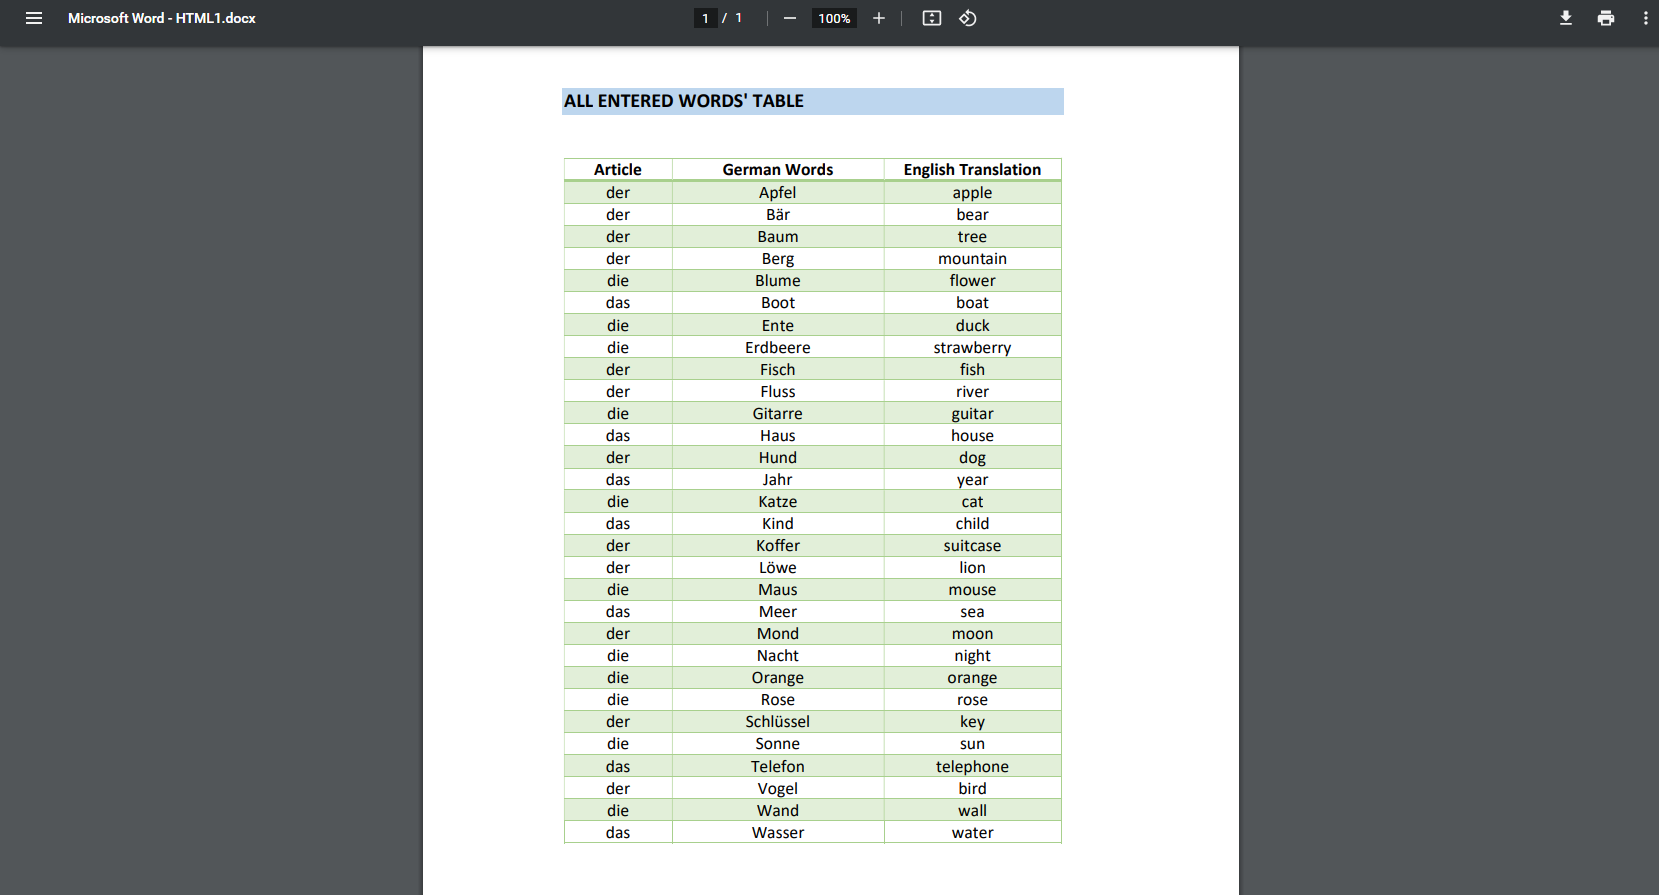 Microsoft Word - HTML1.docx 1 / 1 100%
ALL ENTERED WORDS' TABLE
Article German Words English Translation
der Apfel apple
der Bär bear
der Baum tree
der Berg mountain
die Blume flower
das Boot boat
die Ente duck
die Erdbeere strawberry
der Fisch fish
der Fluss river
die Gitarre guitar
das Haus house
der Hund dog
das Jahr year
die Katze cat
das Kind child
der Koffer suitcase
der Löwe lion
die Maus mouse
das Meer sea
der Mond moon
die Nacht night
die Orange orange
die Rose rose
der Schlüssel key
die Sonne sun
das Telefon telephone
der Vogel bird
die Wand wall
das Wasser water